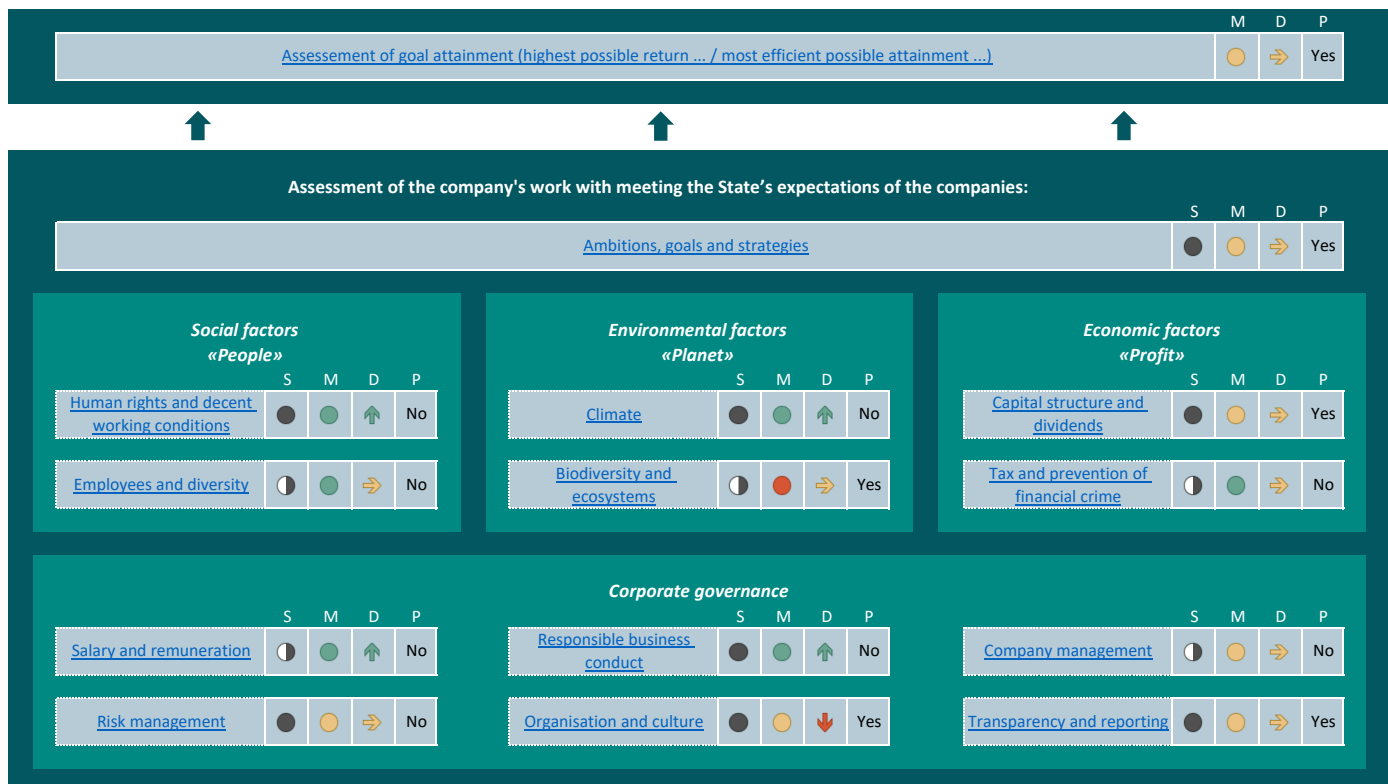 M D P
Assessement of goal attainment (highest possible return ... / most efficient possible attainment ...) Yes
Assessment of the company's work with meeting the State’s expectations of the companies:
S M D P
Ambitions, goals and strategies Yes
Social factors
«People»
S M D P
Human rights and decent
working conditions No
Employees and diversity No
Environmental factors
«Planet»
S M D P
Climate No
Biodiversity and
ecosystems Yes
Economic factors
«Profit»
S M D P
Capital structure and
dividends Yes
Tax and prevention of
financial crime No
Corporate governance
S M D P S M D P S M D P
Salary and remuneration No
Responsible business
conduct No
Company management No
Risk management No
Organisation and culture Yes
Transparency and reporting Yes